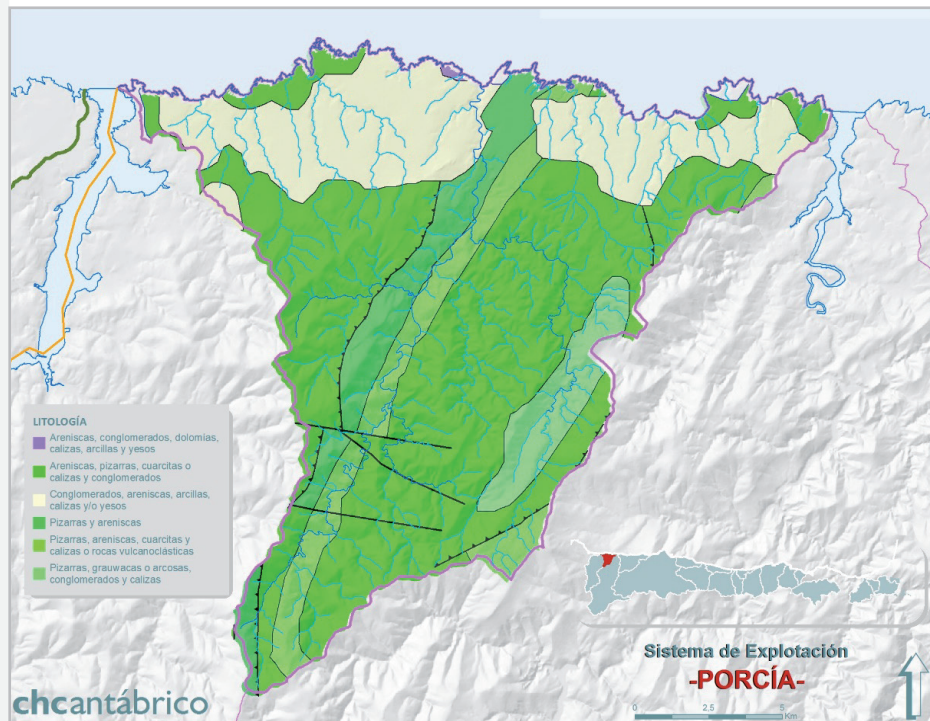 LITOLOGÍA
Areniscas, conglomerados, dolomías,
calizas, arcillas y yesos
Areniscas, pizarras, cuarcitas o
calizas y conglomerados
Conglomerados, areniscas, arcillas,
calizas y/o yesos
Pizarras y areniscas
Pizarras, areniscas, cuarcitas y
calizas o rocas vulcanoclásticas
Pizarras, grauwacas o arcosas,
conglomerados y calizas
Sistema de Explotación
-PORCÍA-
0 2,5 5
Km
chcantábrico